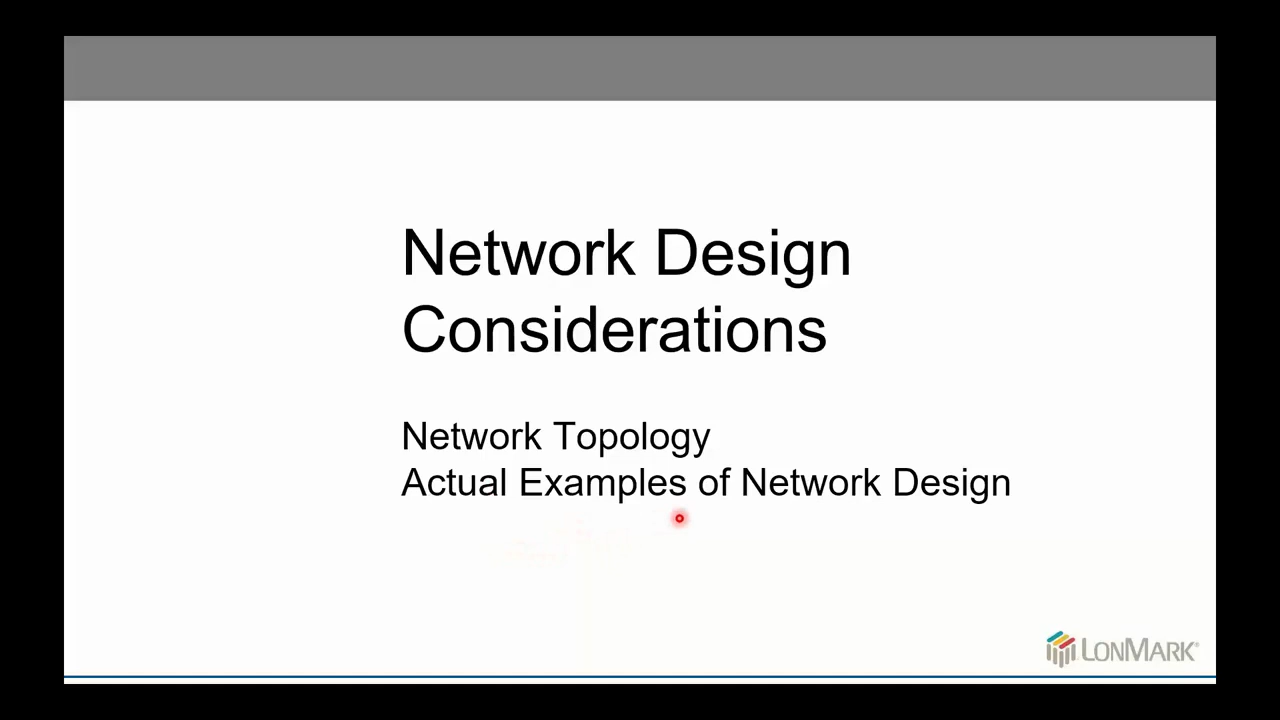 Network Design
Considerations
Network Topology
Actual Examples of Network Design
LONMARK®